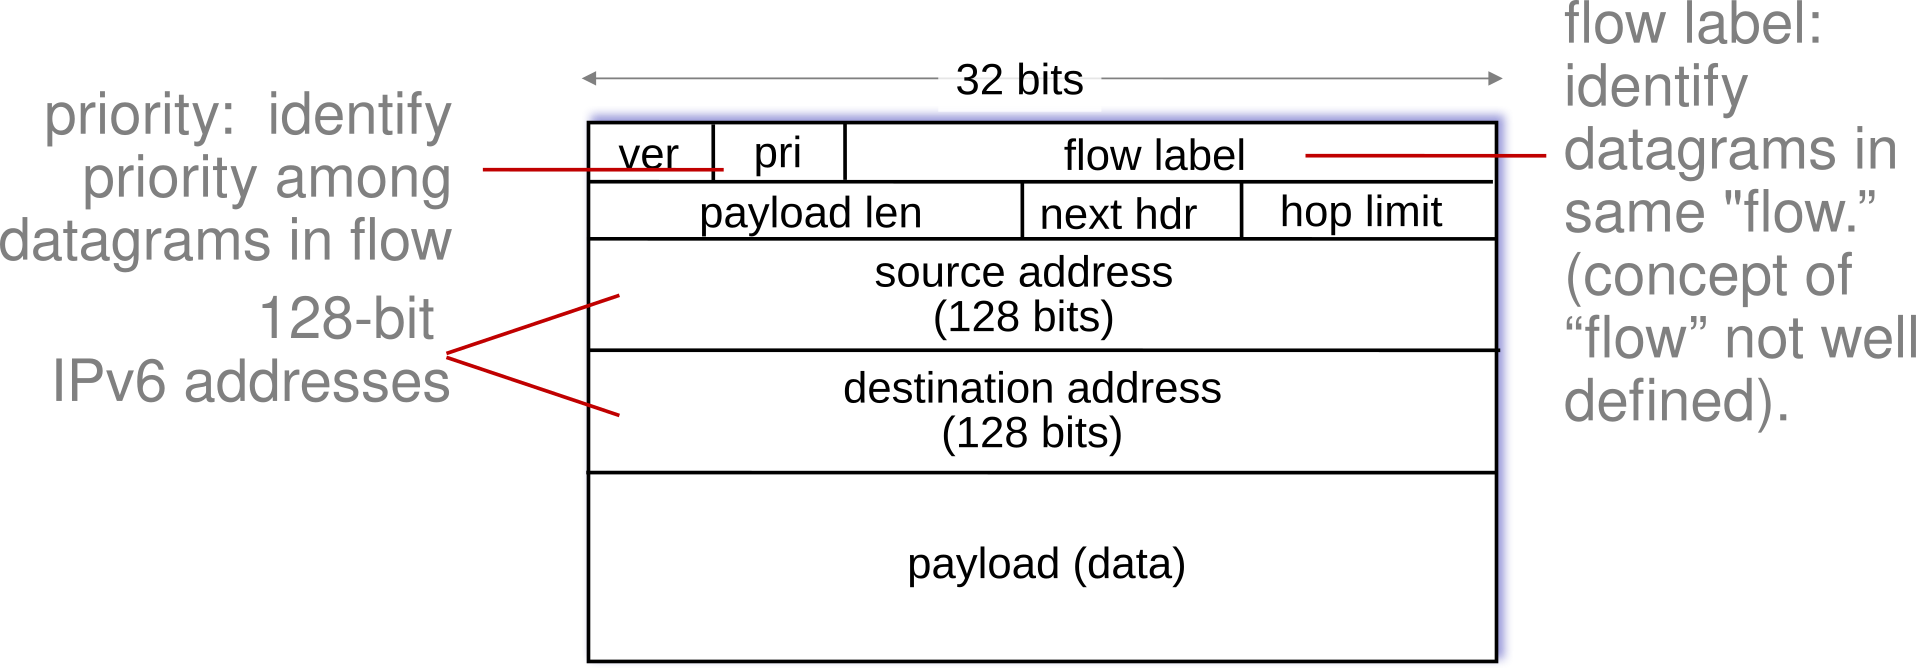 priority:  identify
priority among
datagrams in flow
128-bit
IPv6 addresses
32 bits
ver
pri
flow label
payload len
next hdr
hop limit
source address
(128 bits)
destination address
(128 bits)
payload (data)
flow label:
identify
datagrams in
same "flow.”
(concept of
“flow” not well
defined).